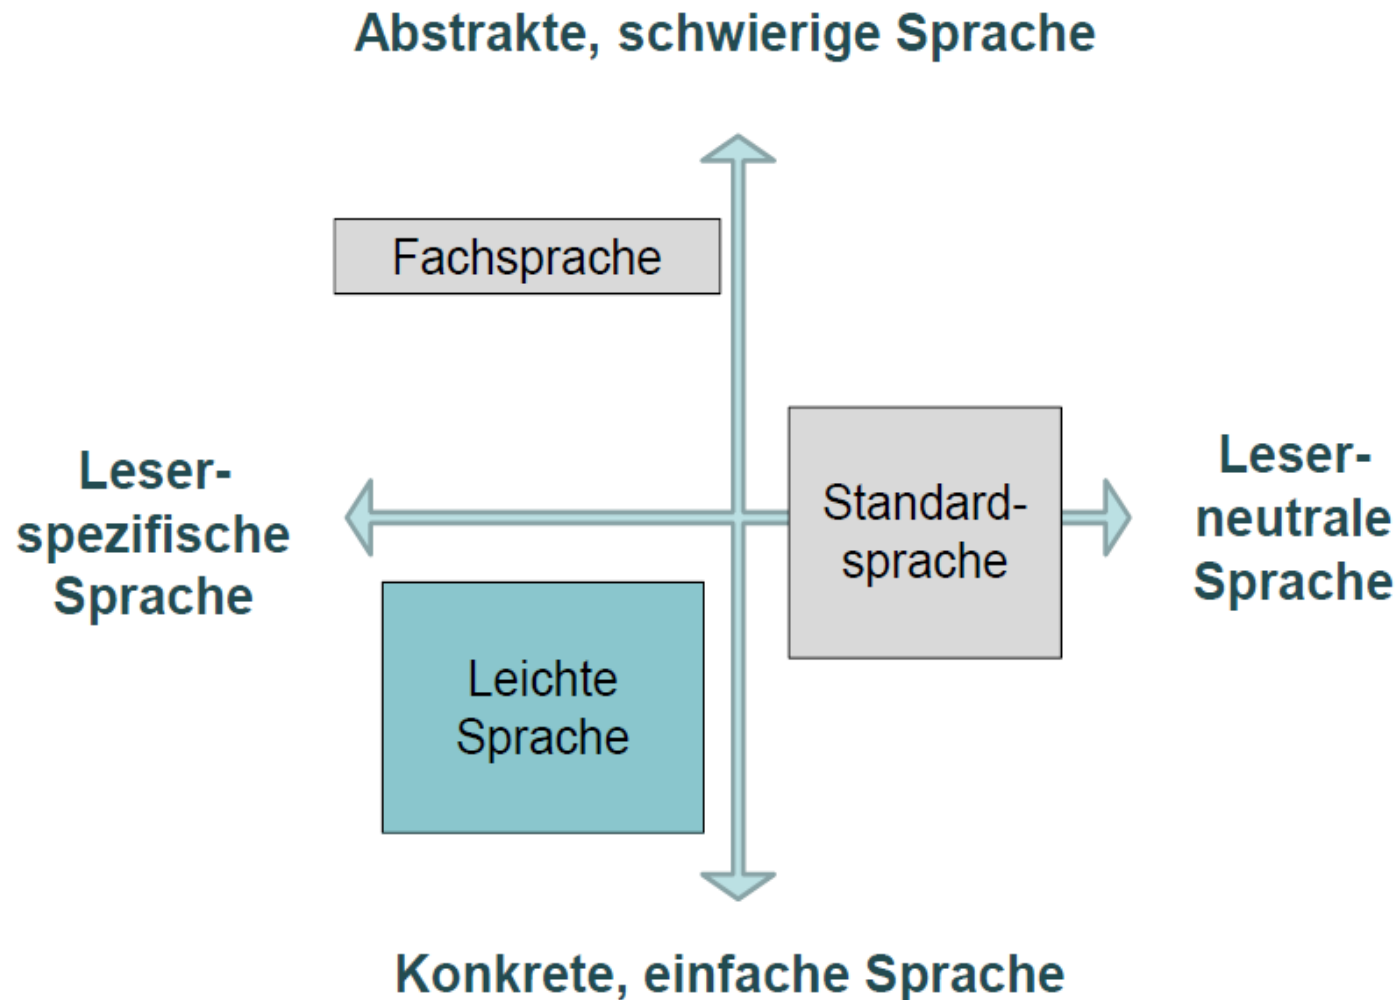 Abstrakte, schwierige Sprache
Fachsprache
Leser-
spezifische
Sprache
Standard-
sprache
Leser-
neutrale
Sprache
Leichte
Sprache
Konkrete, einfache Sprache